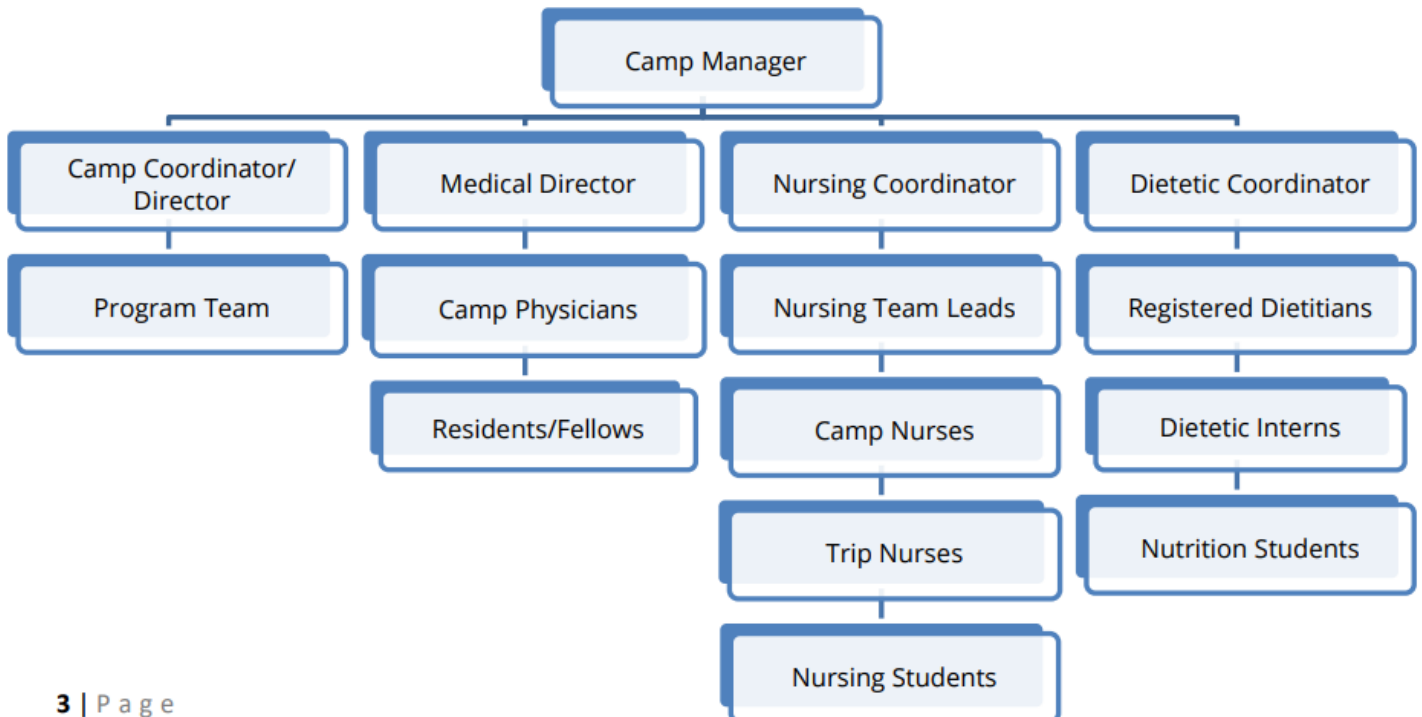 Camp Manager
Camp Coordinator/
Director
Medical Director
Nursing Coordinator
Dietetic Coordinator
Program Team
Camp Physicians
Nursing Team Leads
Registered Dietitians
Residents/Fellows
Camp Nurses
Dietetic Interns
Trip Nurses
Nutrition Students
Nursing Students
3 | Page